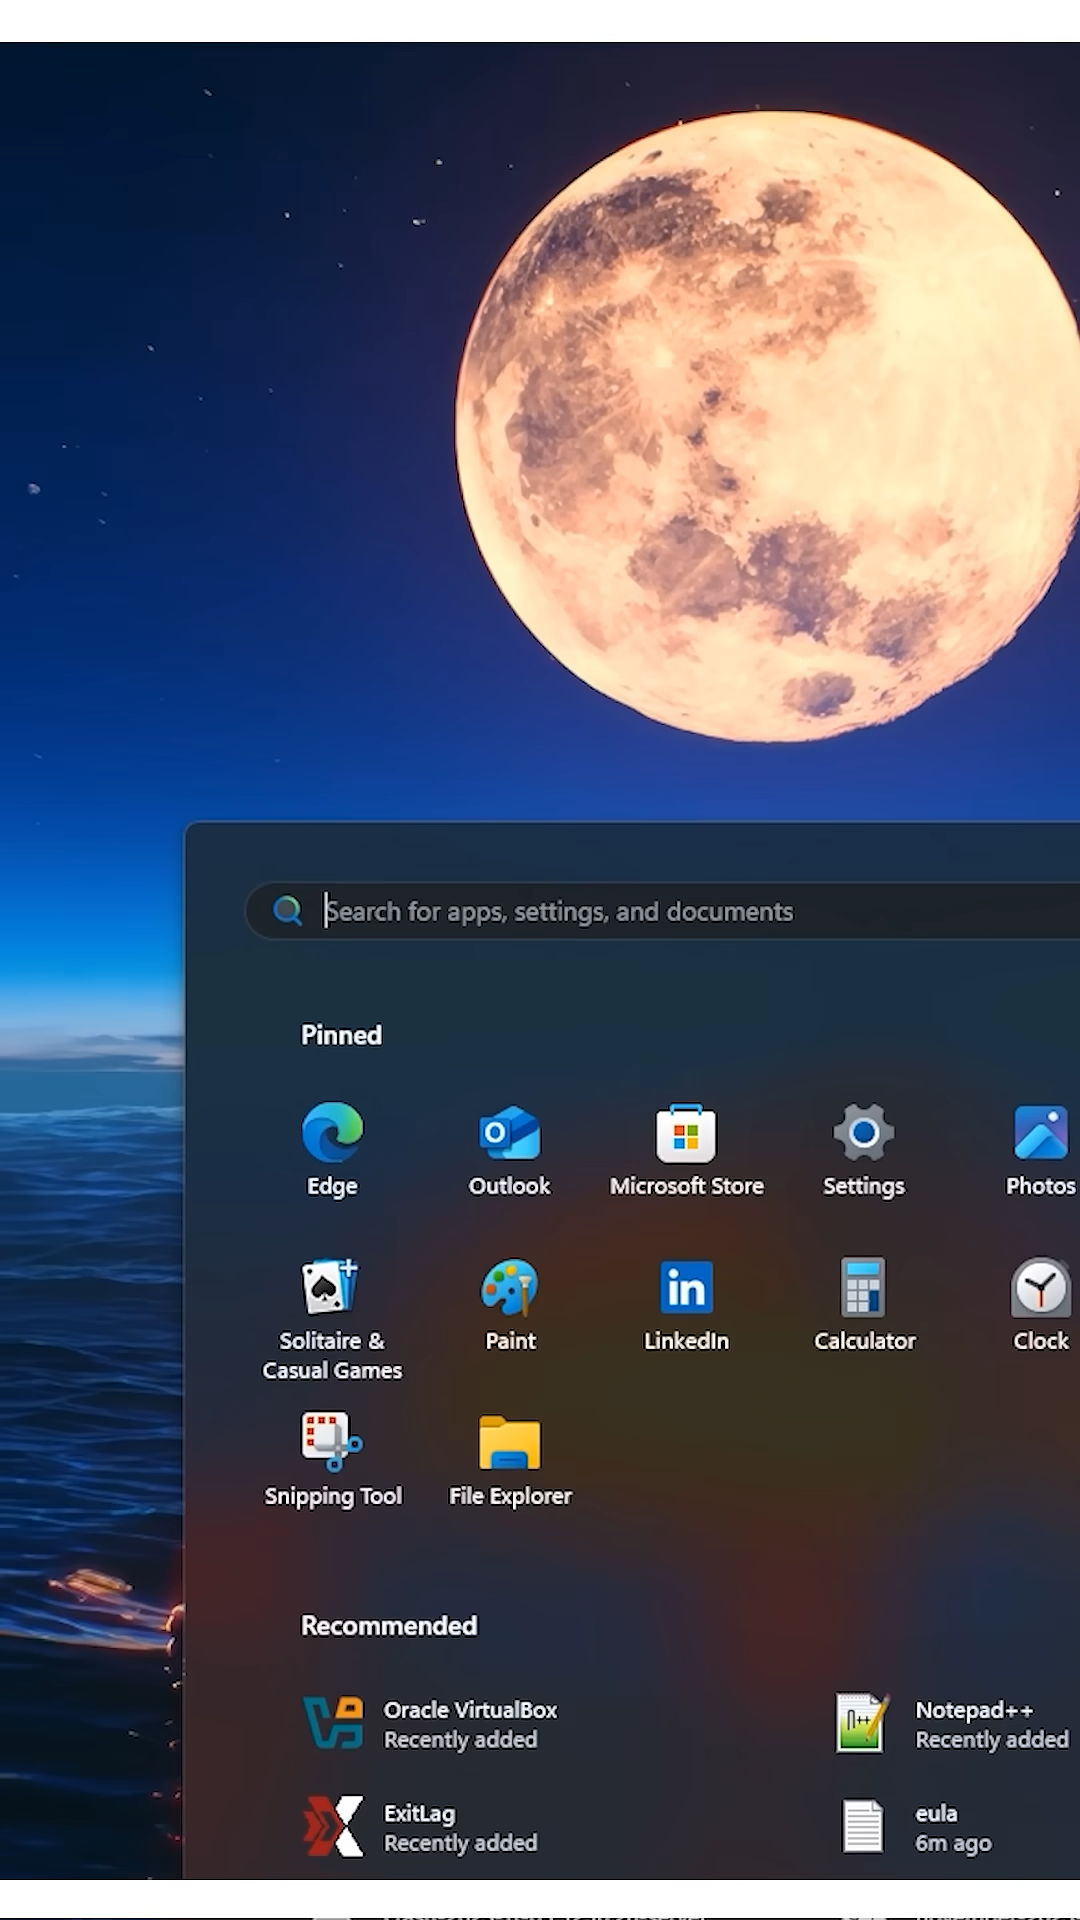 Search for apps, settings, and documents
Pinned
Edge
Outlook
Microsoft Store
Settings
Photos
Solitaire &
Casual Games
Paint
LinkedIn
Calculator
Clock
Snipping Tool
File Explorer
Recommended
Oracle VirtualBox
Recently added
Notepad++
Recently added
ExitLag
Recently added
eula
6m ago